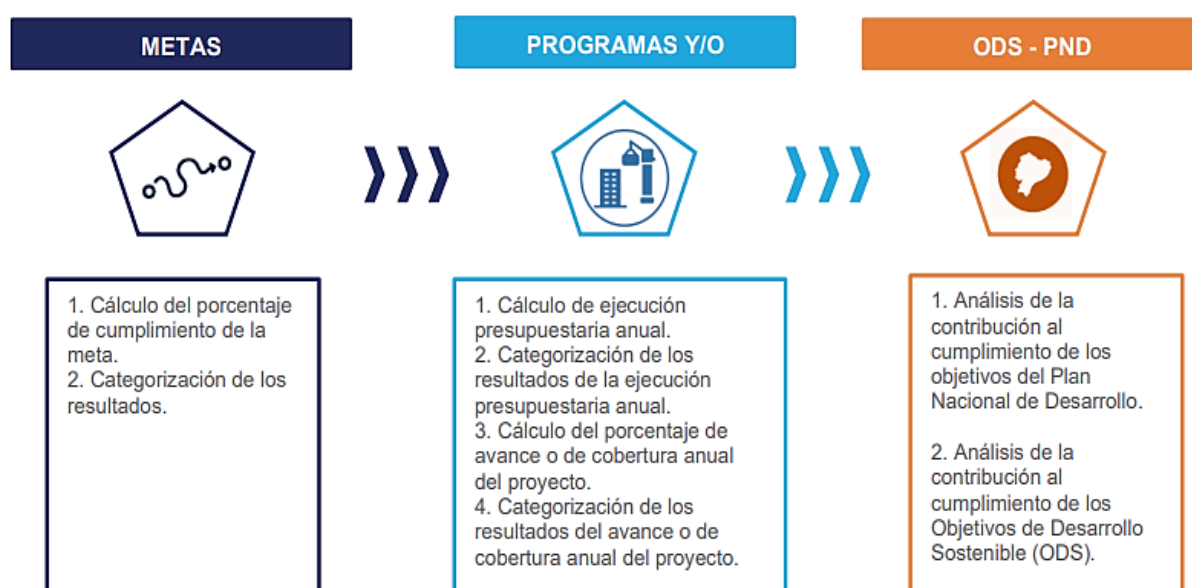 METAS
PROGRAMAS Y/O
ODS - PND
1. Cálculo del porcentaje
de cumplimiento de la
meta.
2. Categorización de los
resultados.
1. Cálculo de ejecución
presupuestaria anual.
2. Categorización de los
resultados de la ejecución
presupuestaria anual.
3. Cálculo del porcentaje de
avance o de cobertura anual
del proyecto.
4. Categorización de los
resultados del avance o de
cobertura anual del proyecto.
1. Análisis de la
contribución al
cumplimiento de los
objetivos del Plan
Nacional de Desarrollo.
2. Análisis de la
contribución al
cumplimiento de los
Objetivos de Desarrollo
Sostenible (ODS).